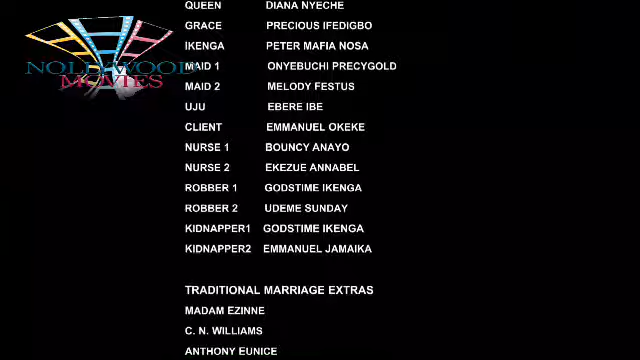 QUEEN DIANA NYECHE
GRACE PRECIOUS IFEDIGBO
IKENGA PETER MAFIA NOSA
NOLLYWOOD
MOVIES
MAID 1 ONYEBUCHI PRECYGOLD
MAID 2 MELODY FESTUS
UJU EBERE IBE
CLIENT EMMANUEL OKEKE
NURSE 1 BOUNCY ANAYO
NURSE 2 EKEZUE ANNABEL
ROBBER 1 GODSTIME IKENGA
ROBBER 2 UDEME SUNDAY
KIDNAPPER1 GODSTIME IKENGA
KIDNAPPER2 EMMANUEL JAMAIKA
TRADITIONAL MARRIAGE EXTRAS
MADAM EZINNE
C. N. WILLIAMS
ANTHONY EUNICE